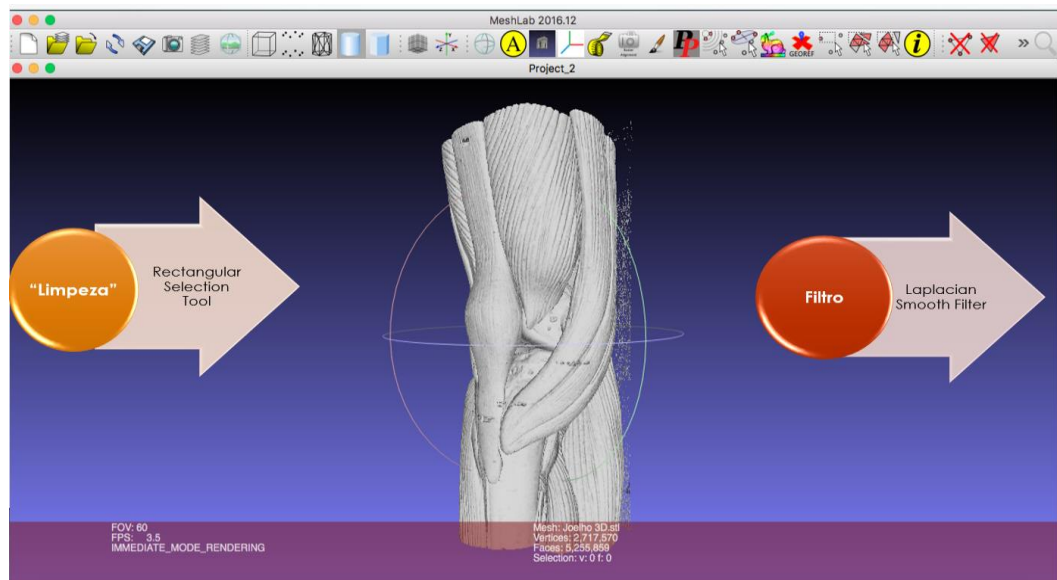 MeshLab 2016.12
A
PP
GEOREF
i
»
Project_2
“Limpeza”
Rectangular
Selection
Tool
Filtro
Laplacian
Smooth Filter
FOV: 60
FPS: 3.5
IMMEDIATE_MODE_RENDERING
Mesh: Joelho 3D.stl
Vertices: 2,717,570
Faces: 5,255,859
Selection: v: 0 f: 0